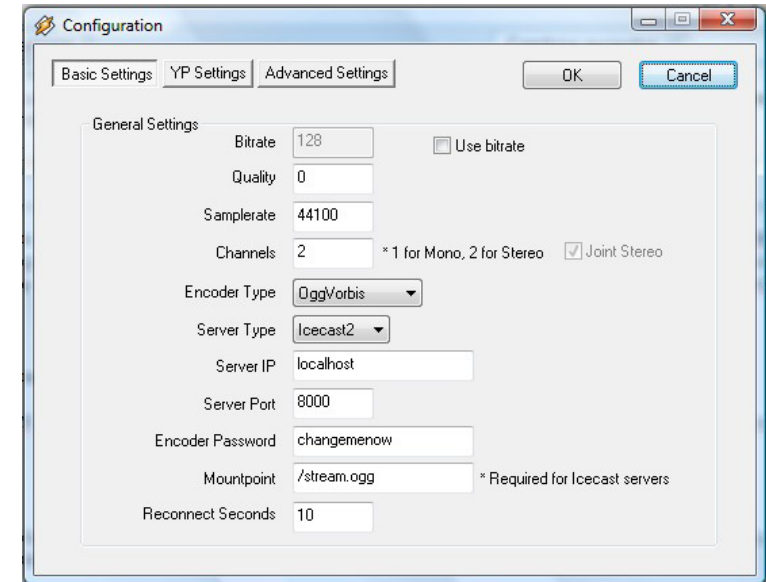 Configuration
Basic Settings YP Settings Advanced Settings OK Cancel
General Settings
Bitrate 128 Use bitrate
Quality 0
Samplerate 44100
Channels 2 * 1 for Mono, 2 for Stereo Joint Stereo
Encoder Type OggVorbis
Server Type Icecast2
Server IP localhost
Server Port 8000
Encoder Password changemenow
Mountpoint /stream.ogg * Required for Icecast servers
Reconnect Seconds 10